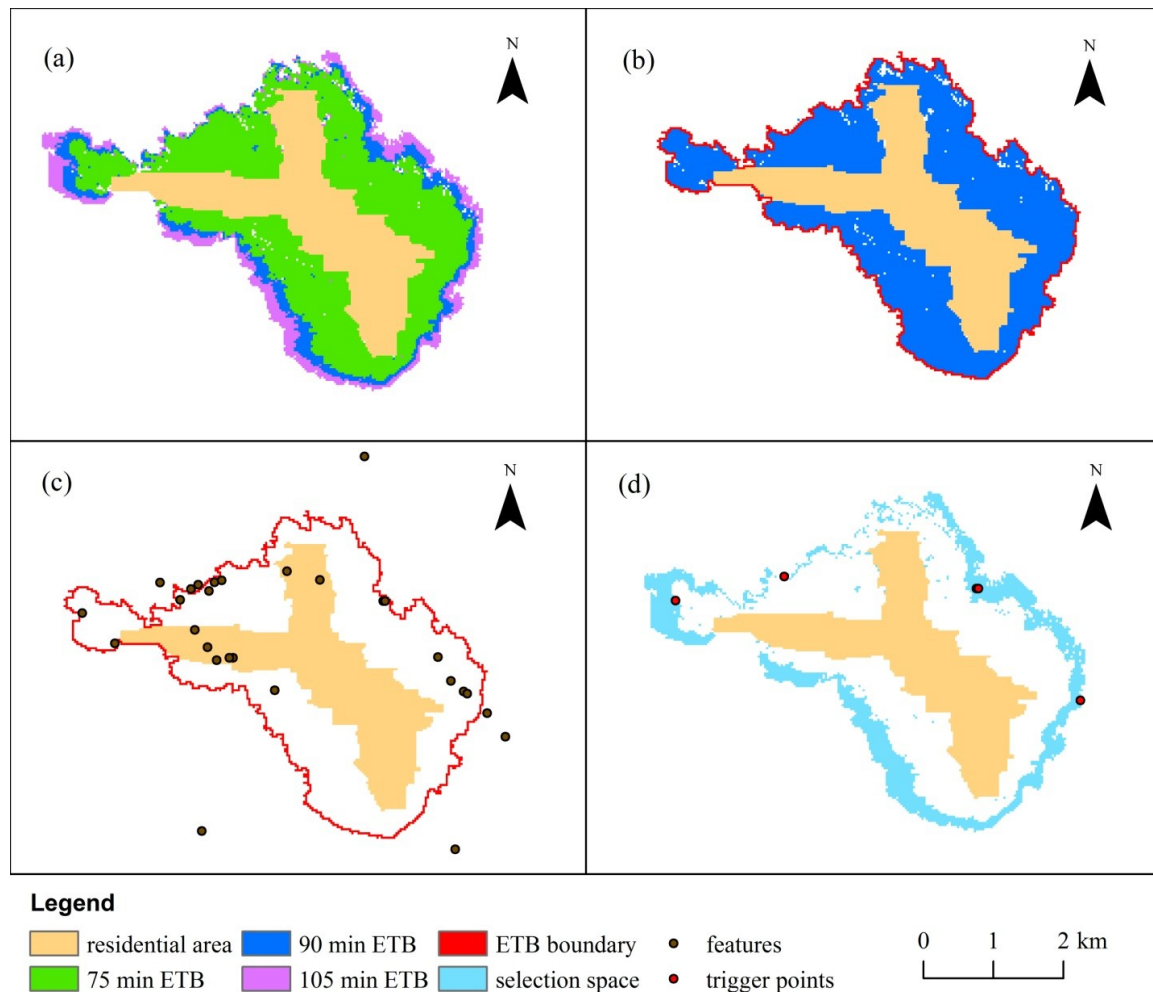 (a)
N
(b)
N
(c)
N
(d)
N
Legend
residential area
90 min ETB
ETB boundary
features
75 min ETB
105 min ETB
selection space
trigger points
0 1 2 km